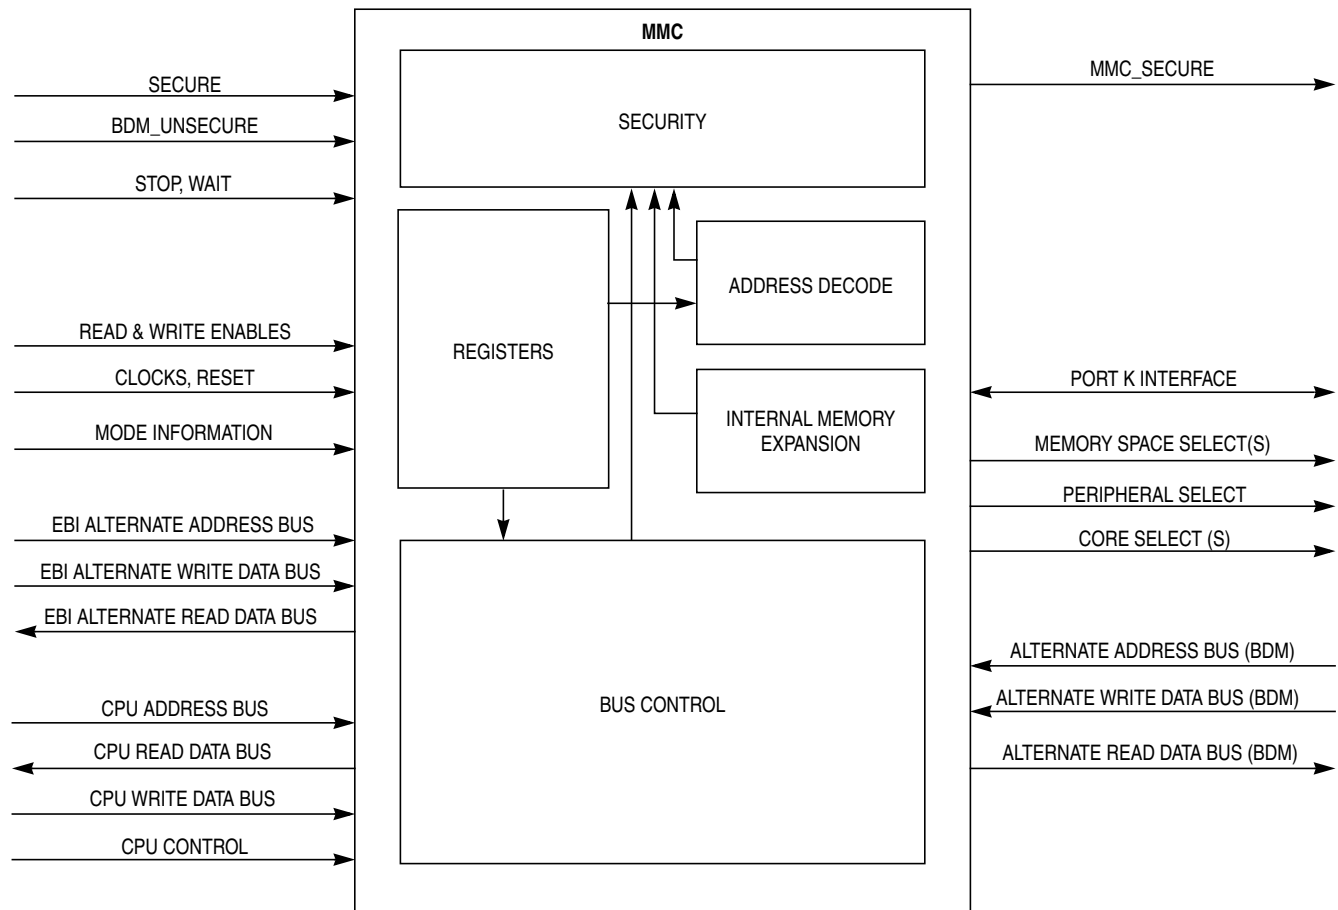 MMC
SECURE
BDM_UNSECURE
STOP, WAIT
READ & WRITE ENABLES
CLOCKS, RESET
MODE INFORMATION
EBI ALTERNATE ADDRESS BUS
EBI ALTERNATE WRITE DATA BUS
EBI ALTERNATE READ DATA BUS
CPU ADDRESS BUS
CPU READ DATA BUS
CPU WRITE DATA BUS
CPU CONTROL
SECURITY
REGISTERS
ADDRESS DECODE
INTERNAL MEMORY
EXPANSION
BUS CONTROL
MMC_SECURE
PORT K INTERFACE
MEMORY SPACE SELECT(S)
PERIPHERAL SELECT
CORE SELECT (S)
ALTERNATE ADDRESS BUS (BDM)
ALTERNATE WRITE DATA BUS (BDM)
ALTERNATE READ DATA BUS (BDM)